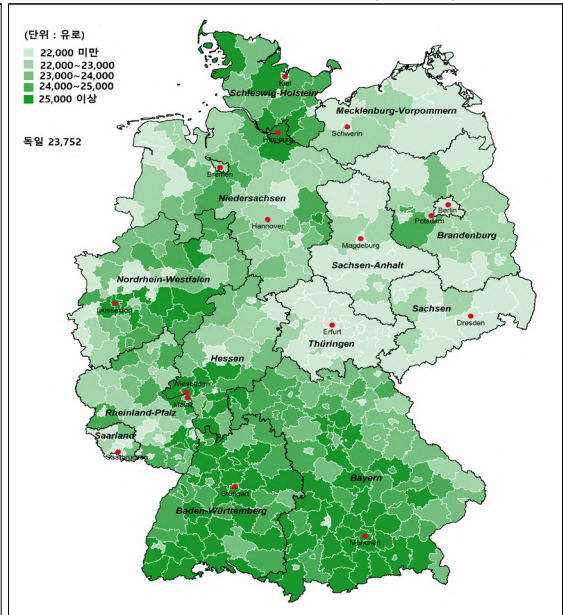 (단위 : 유로)
22,000 미만
22,000~23,000
23,000~24,000
24,000~25,000
25,000 이상
독일 23,752
Kiel
Schleswig-Holstein
Mecklenburg-Vorpommern
Schwerin
Hamburg
Bremen
Niedersachsen
Berlin
Potsdam
Hannover
Brandenburg
Magdeburg
Sachsen-Anhalt
Nordrhein-Westfalen
Düsseldorf
Sachsen
Dresden
Erfurt
Thüringen
Hessen
Wiesbaden
Mainz
Rheinland-Pfalz
Saarland
Saarbrücken
Bayern
Stuttgart
Baden-Württemberg
München